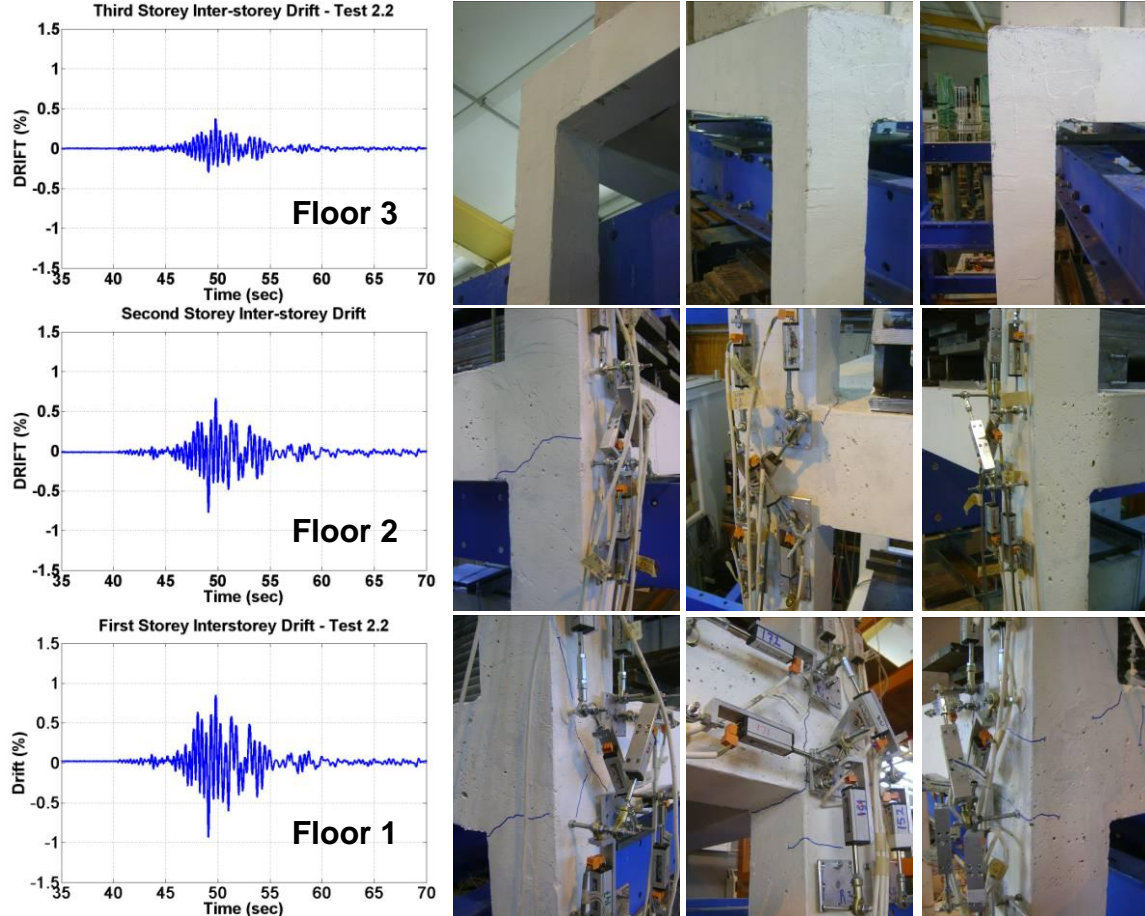 Third Storey Inter-storey Drift - Test 2.2
1.5
1
0.5
0
-0.5
-1
-1.5
DRIFT (%)
35 40 45 50 55 60 65 70
Time (sec)
Floor 3
Second Storey Inter-storey Drift
1.5
1
0.5
0
-0.5
-1
-1.5
DRIFT (%)
35 40 45 50 55 60 65 70
Time (sec)
Floor 2
First Storey Interstorey Drift - Test 2.2
1.5
1
0.5
0
-0.5
-1
-1.5
Drift (%)
35 40 45 50 55 60 65 70
Time (sec)
Floor 1
172
151
152